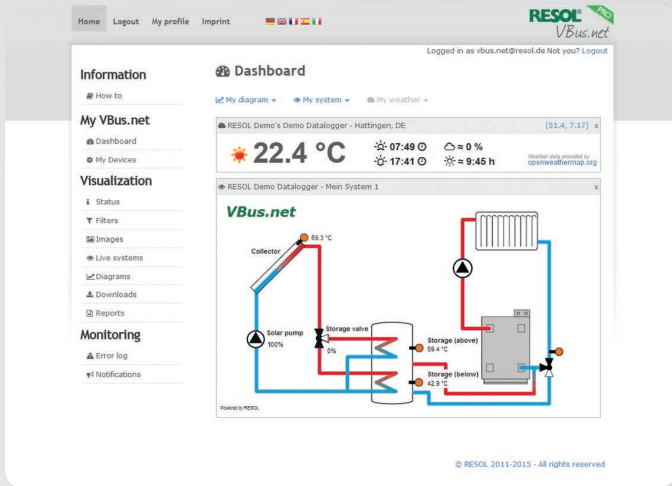 Home Logout My profile Imprint
RESOL® PRO
VBus.net
Logged in as vbus.net@resol.de Not you? Logout
Information
# How to
My VBus.net
Dashboard
My Devices
Visualization
i Status
Filters
Images
Live systems
Diagrams
Downloads
Reports
Monitoring
Error log
Notifications
Dashboard
My diagram My system My weather
RESOL Demo's Demo Datalogger - Hattingen, DE [51.4, 7.17] x
22.4 °C
07:49 ≈ 0 %
17:41 ≈ 9:45 h
Weather data provided by
openweathermap.org
RESOL Demo Datalogger - Mein System 1 x
VBus.net
69.3 °C
Collector
Solar pump
100%
Storage valve
0%
Storage (above)
59.4 °C
Storage (below)
42.9 °C
Powered by RESOL
© RESOL 2011-2015 - All rights reserved